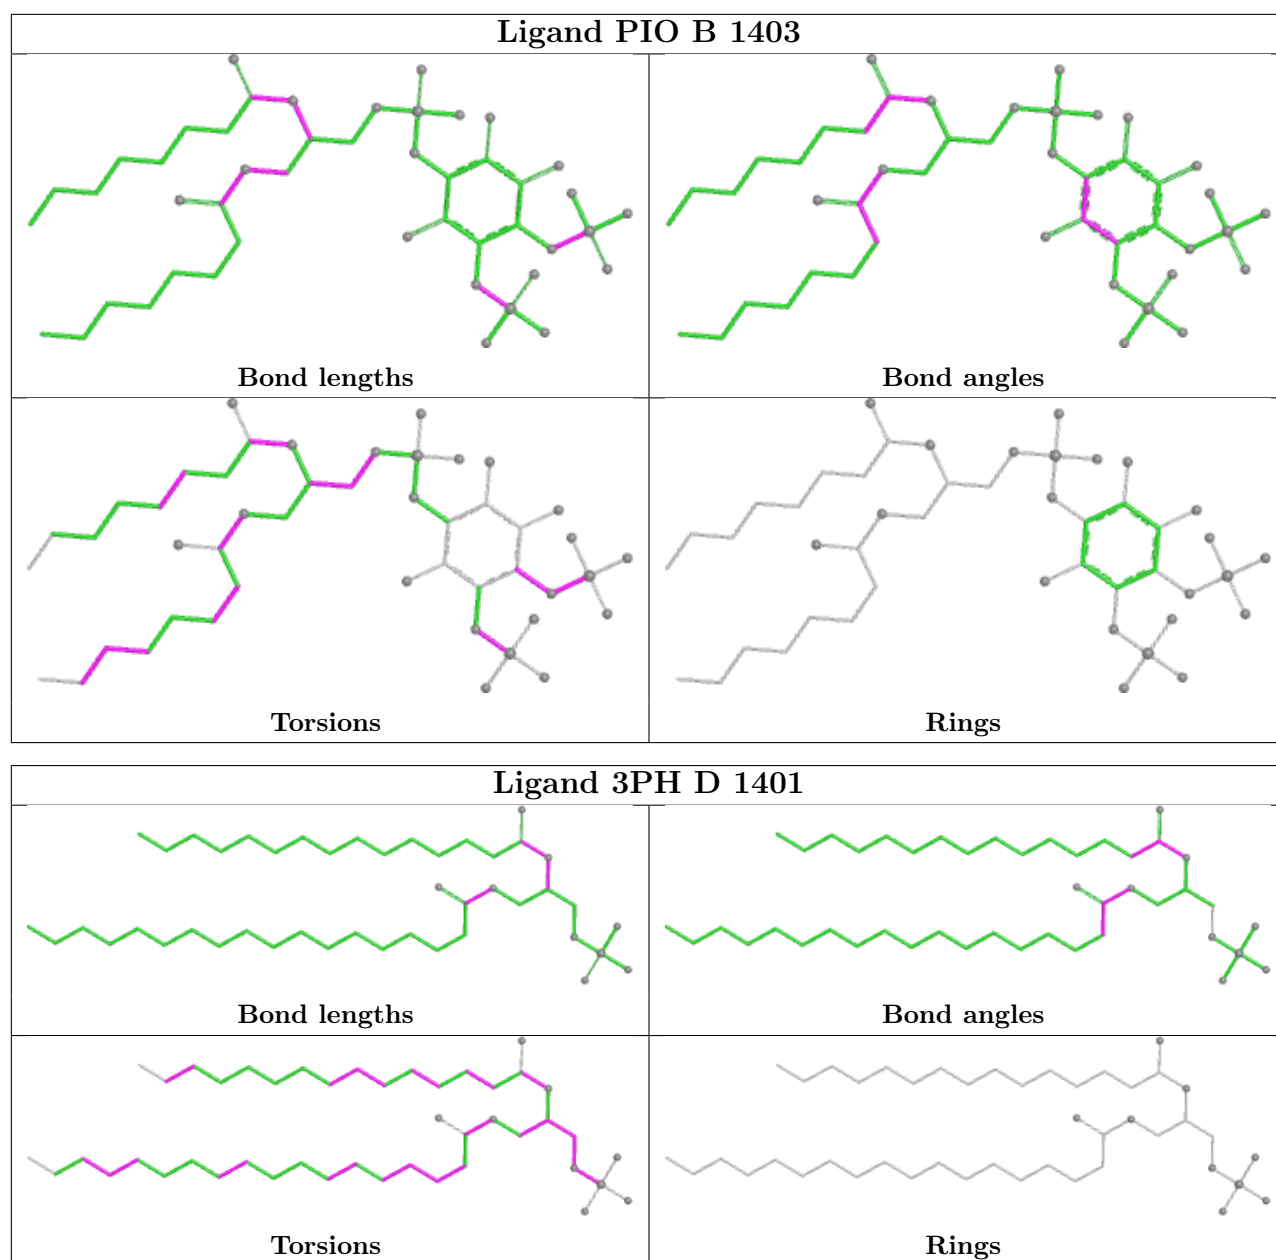 Ligand PIO B 1403
Bond lengths
Bond angles
Torsions
Rings
Ligand 3PH D 1401
Bond lengths
Bond angles
Torsions
Rings